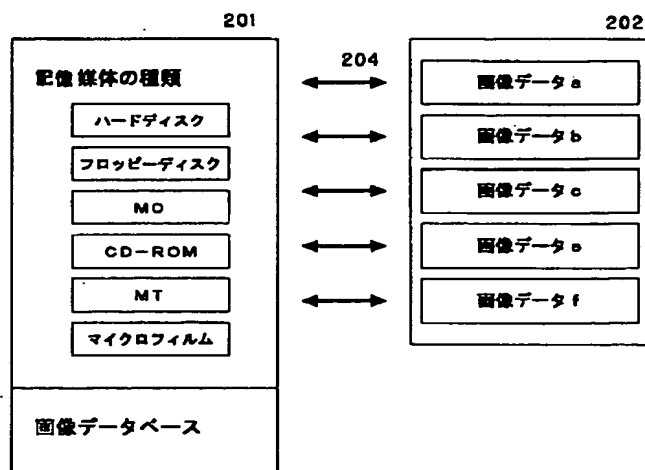 201
記像媒体の種類
ハードディスク
フロッピーディスク
MO
CD-ROM
MT
マイクロフィルム
画像データベース
204
202
画像データa
画像データb
画像データc
画像データe
画像データf